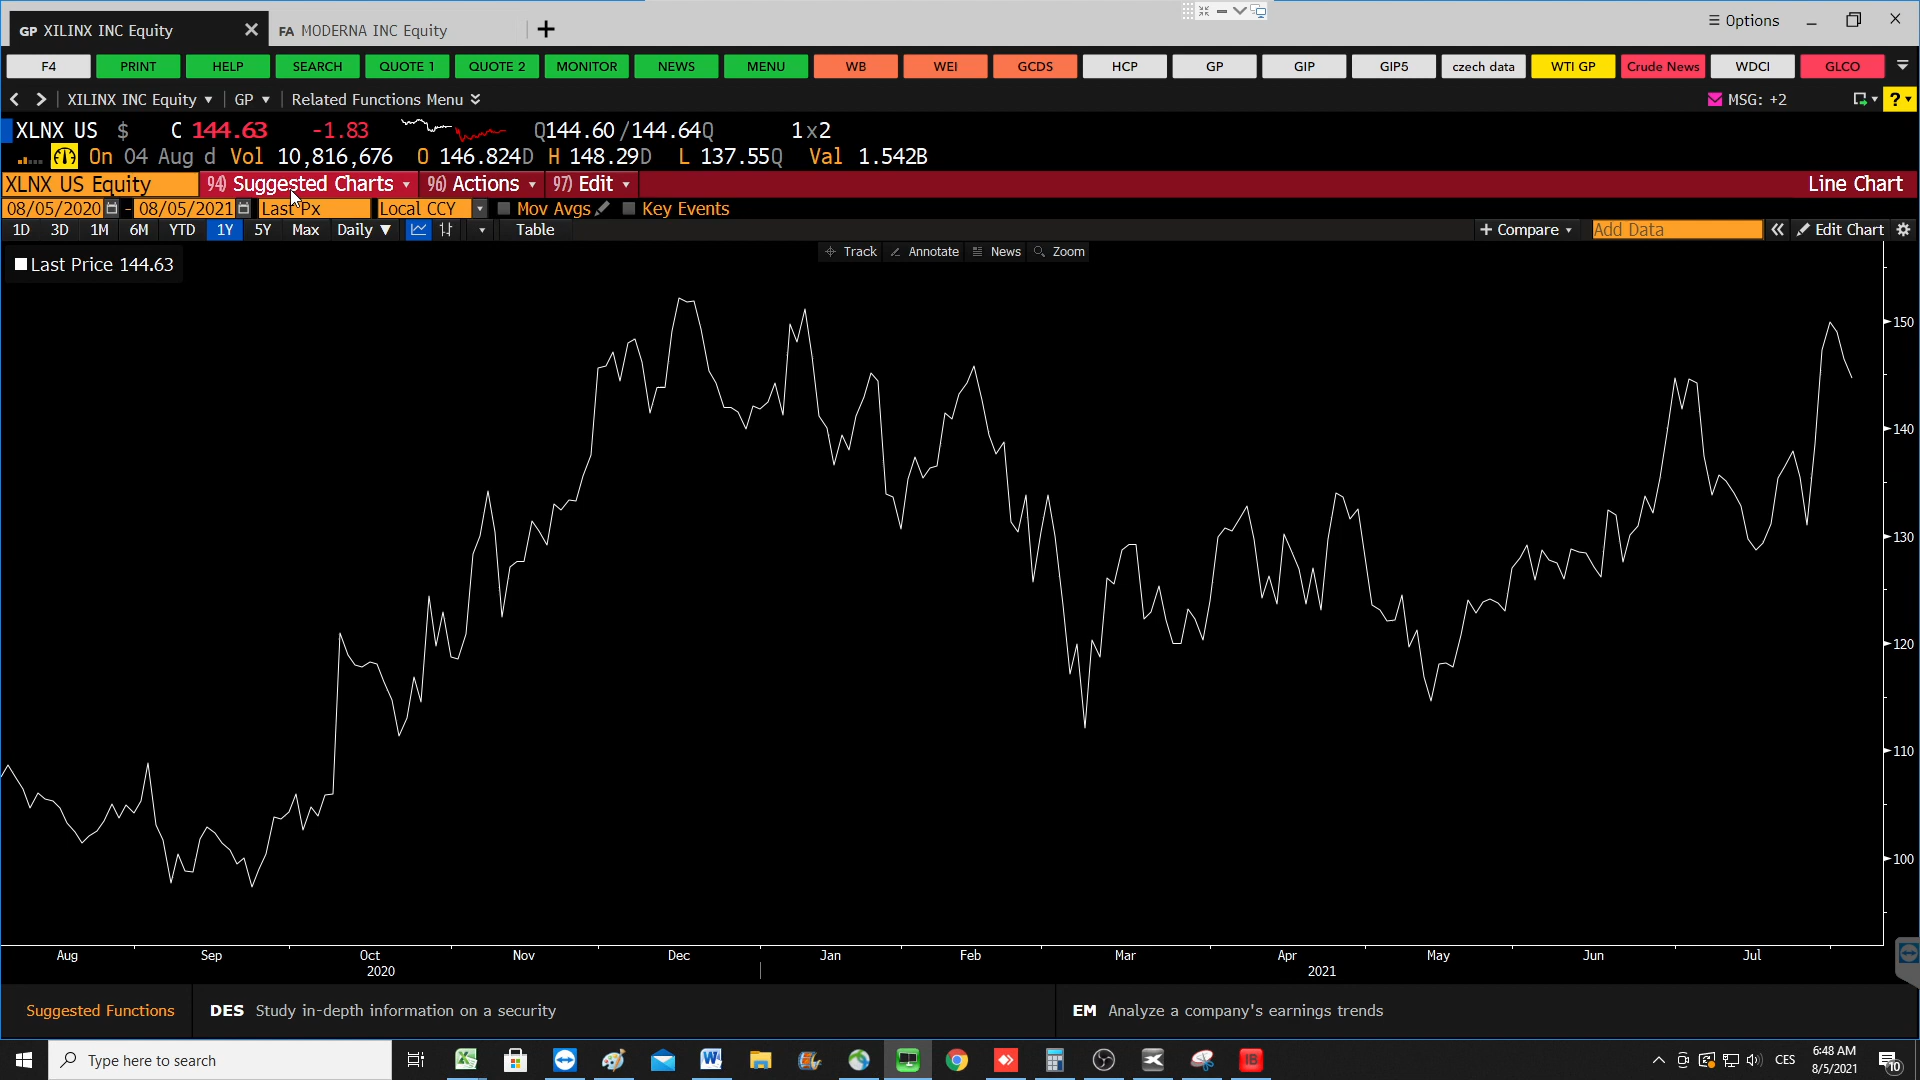 GP XILINX INC Equity
FA MODERNA INC Equity
Options
F4 PRINT HELP SEARCH QUOTE 1 QUOTE 2 MONITOR NEWS MENU WB WEI GCDS HCP GP GIP GIP5 czech data WTI GP Crude News WDCI GLCO
XILINX INC Equity GP Related Functions Menu MSG: +2 ?
XLNX US $ C 144.63 -1.83 Q144.60/144.64Q 1x2
On 04 Aug d Vol 10,816,676 O 146.824D H 148.29D L 137.55Q Val 1.542B
XLNX US Equity 94) Suggested Charts 96) Actions 97) Edit Line Chart
08/05/2020 - 08/05/2021 Last Px Local CCY Mov Avgs Key Events
1D 3D 1M 6M YTD 1Y 5Y Max Daily Table + Compare Add Data Edit Chart
Track Annotate News Zoom
Last Price 144.63
150
140
130
120
110
100
Aug Sep Oct Nov Dec Jan Feb Mar Apr May Jun Jul
2020 2021
Suggested Functions DES Study in-depth information on a security EM Analyze a company's earnings trends
Type here to search
IB
CES
6:48 AM
8/5/2021
10